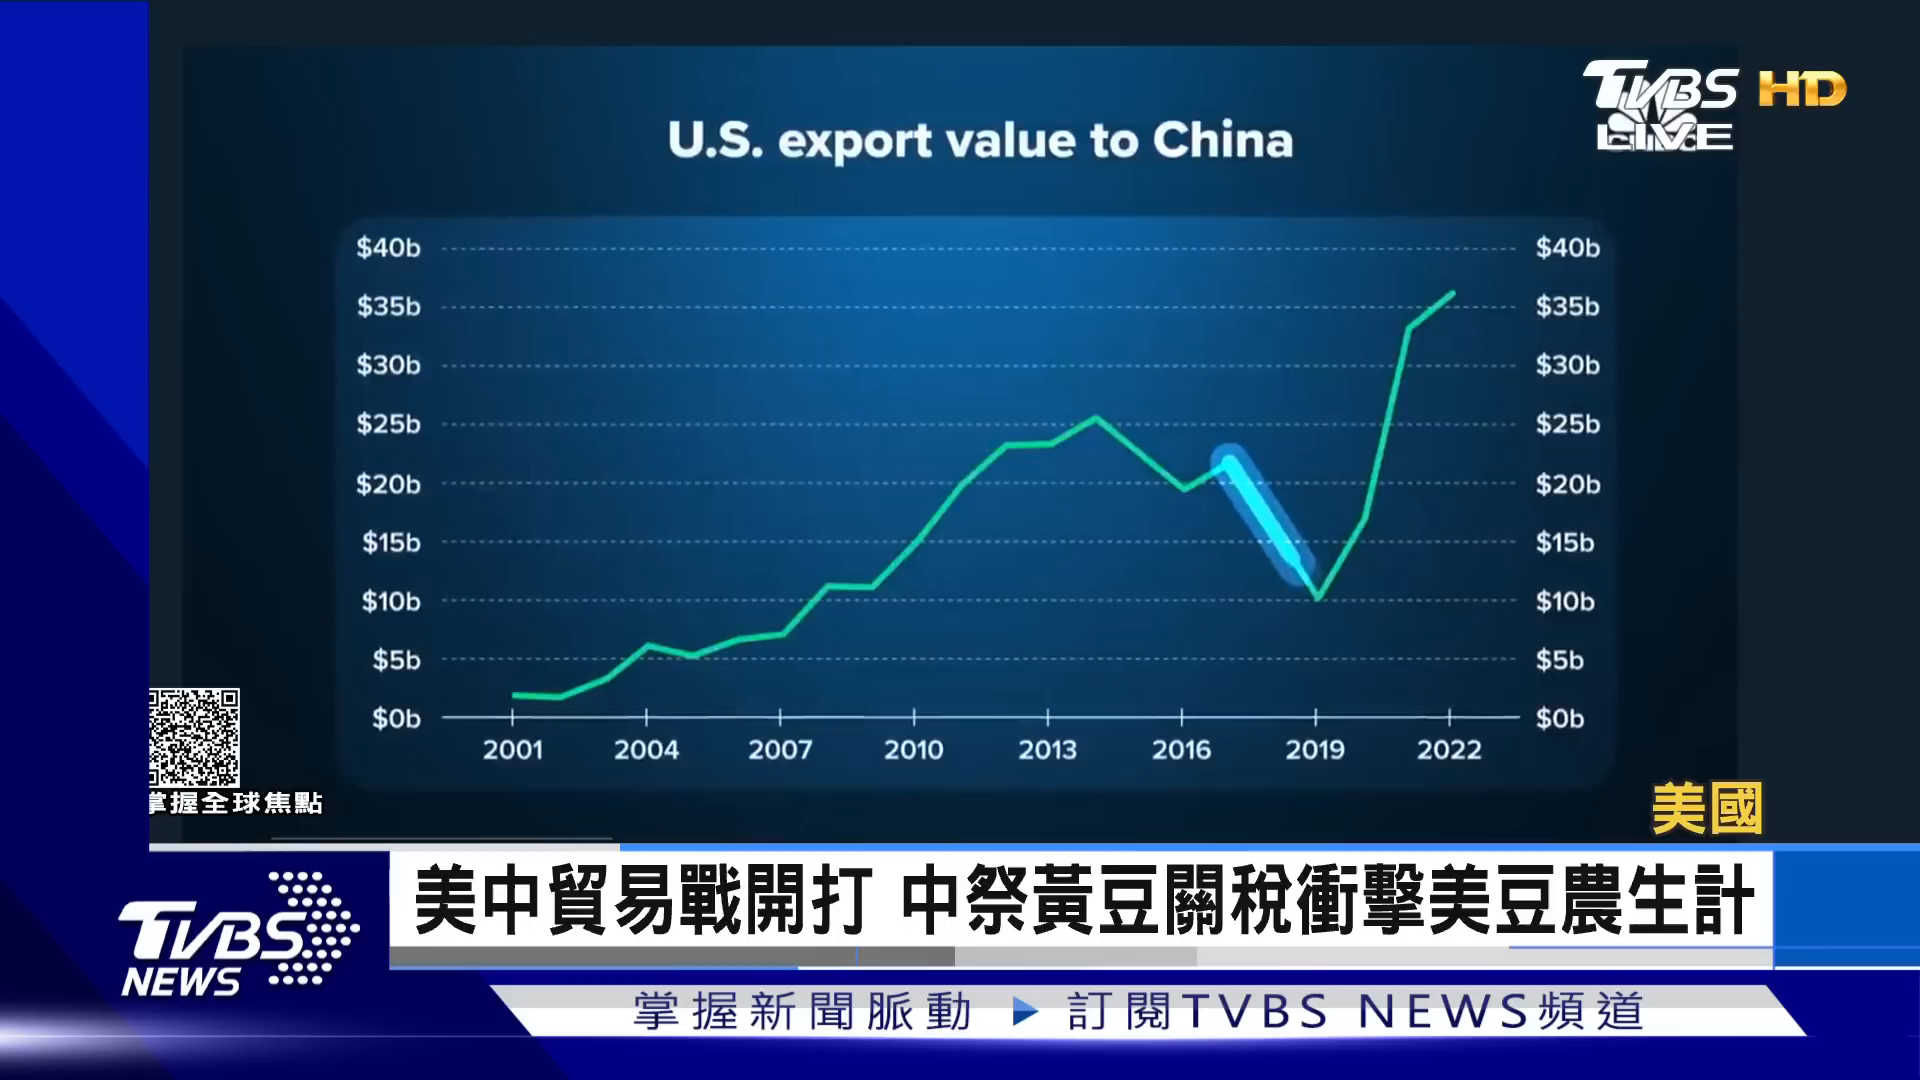 U.S. export value to China
TVBS HD
LIVE
$40b $40b
$35b $35b
$30b $30b
$25b $25b
$20b $20b
$15b $15b
$10b $10b
$5b $5b
$0b $0b
2001 2004 2007 2010 2013 2016 2019 2022
掌握全球焦點
美國
美中貿易戰開打 中祭黃豆關稅衝擊美豆農生計
TVBS
NEWS
掌握新聞脈動 ▶ 訂閱TVBS NEWS頻道